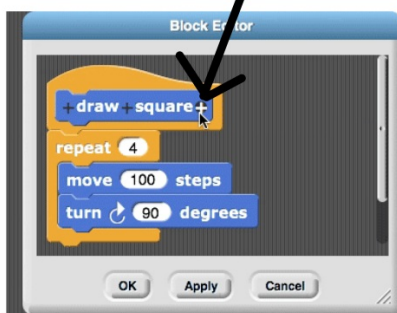 Block Editor
+ draw + square +
repeat 4
move 100 steps
turn 90 degrees
OK Apply Cancel